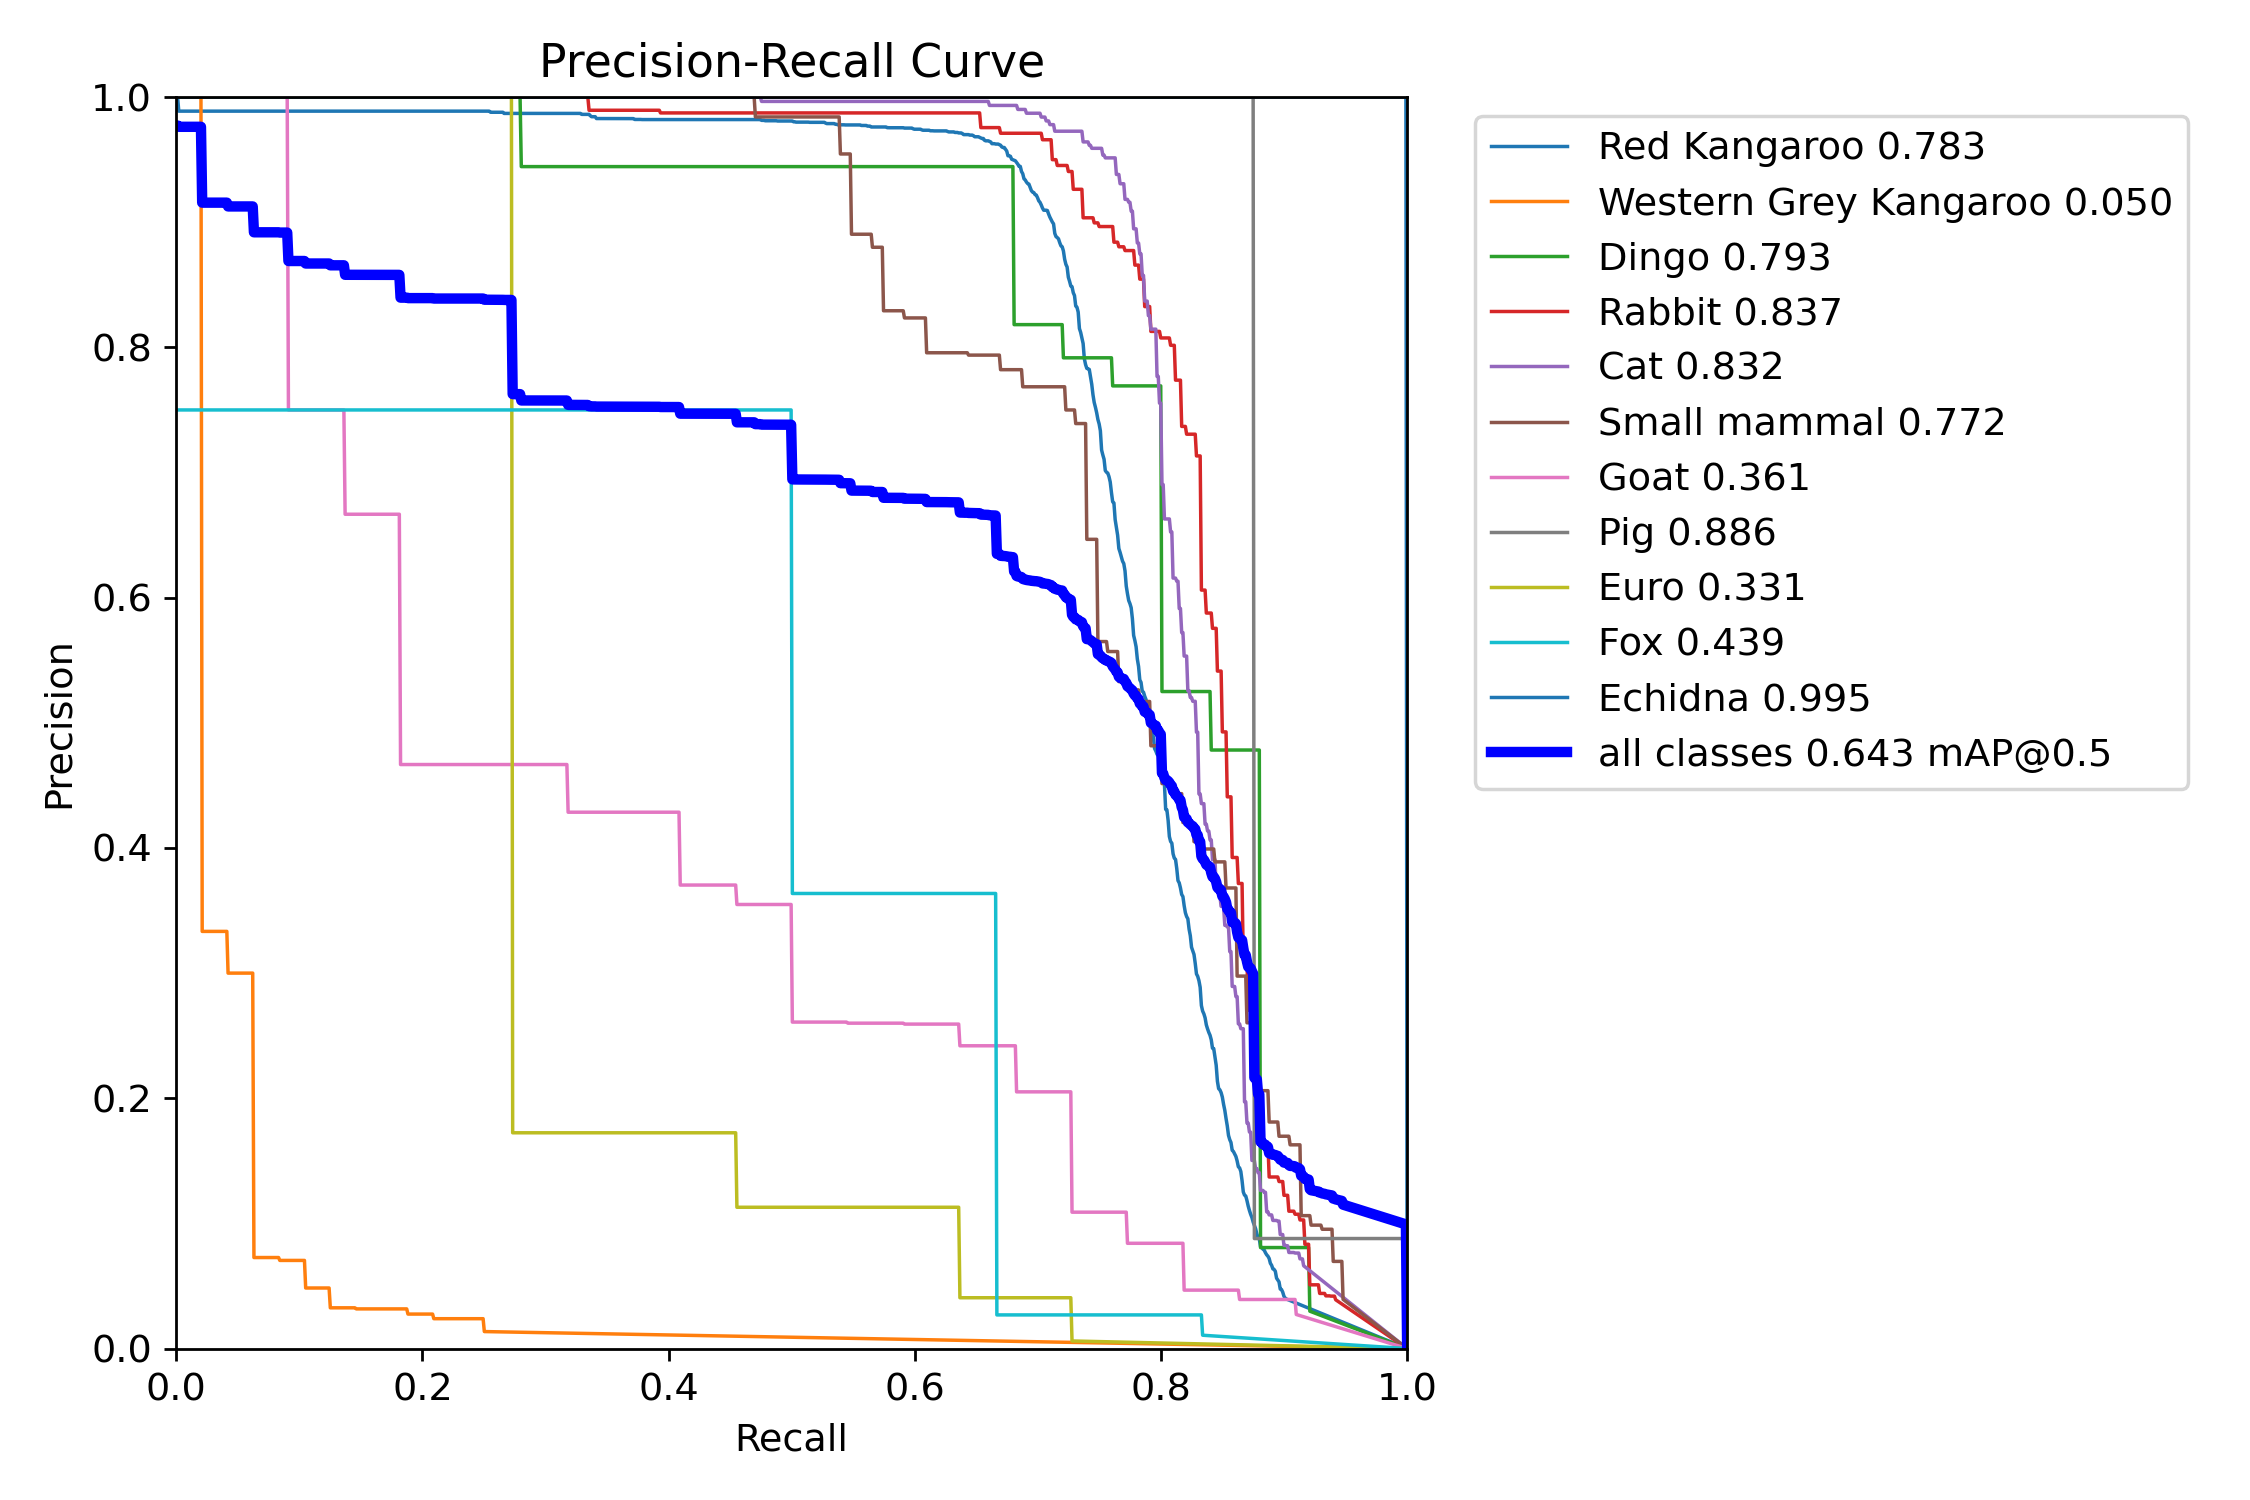 Precision-Recall Curve
1.0
0.8
0.6
0.4
0.2
0.0
Precision
0.0 0.2 0.4 0.6 0.8 1.0
Recall
Red Kangaroo 0.783
Western Grey Kangaroo 0.050
Dingo 0.793
Rabbit 0.837
Cat 0.832
Small mammal 0.772
Goat 0.361
Pig 0.886
Euro 0.331
Fox 0.439
Echidna 0.995
all classes 0.643 mAP@0.5